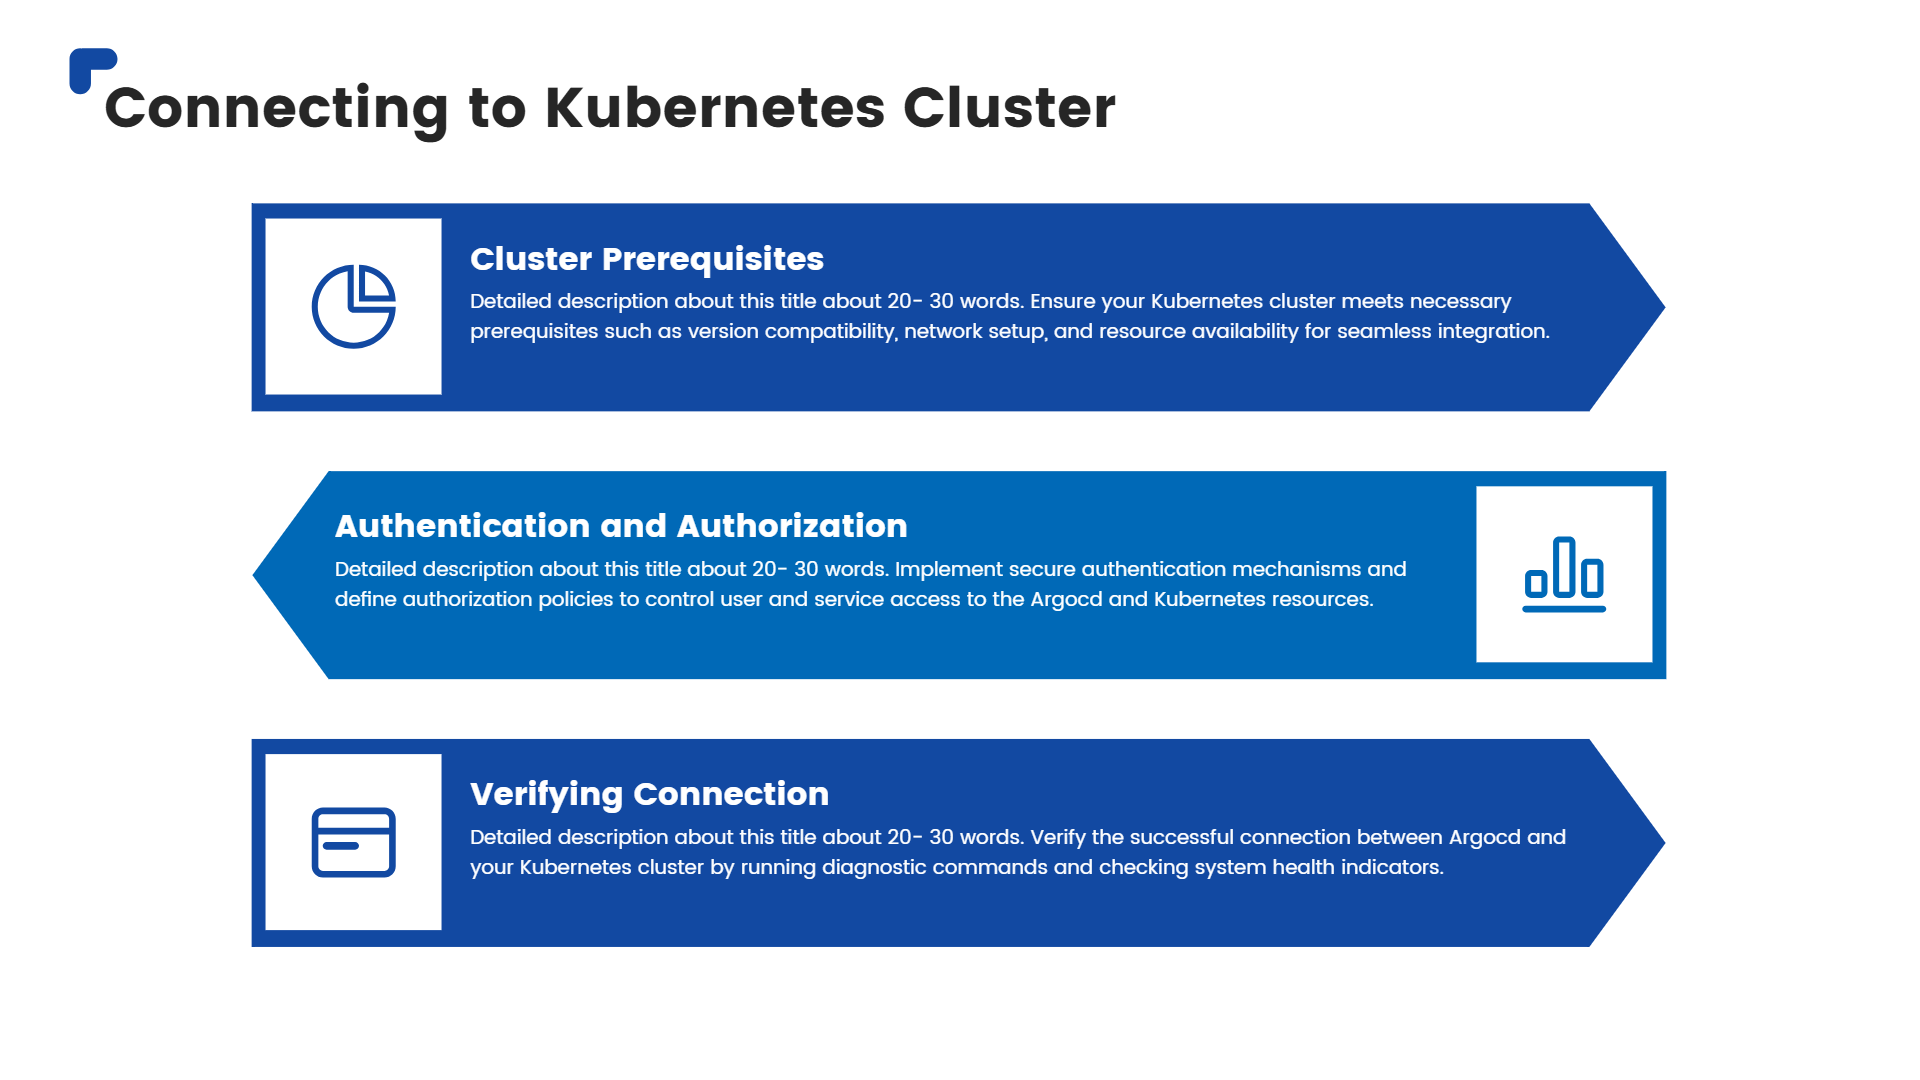 Connecting to Kubernetes Cluster
Cluster Prerequisites
Detailed description about this title about 20- 30 words. Ensure your Kubernetes cluster meets necessary
prerequisites such as version compatibility, network setup, and resource availability for seamless integration.
Authentication and Authorization
Detailed description about this title about 20- 30 words. Implement secure authentication mechanisms and
define authorization policies to control user and service access to the Argocd and Kubernetes resources.
Verifying Connection
Detailed description about this title about 20- 30 words. Verify the successful connection between Argocd and
your Kubernetes cluster by running diagnostic commands and checking system health indicators.